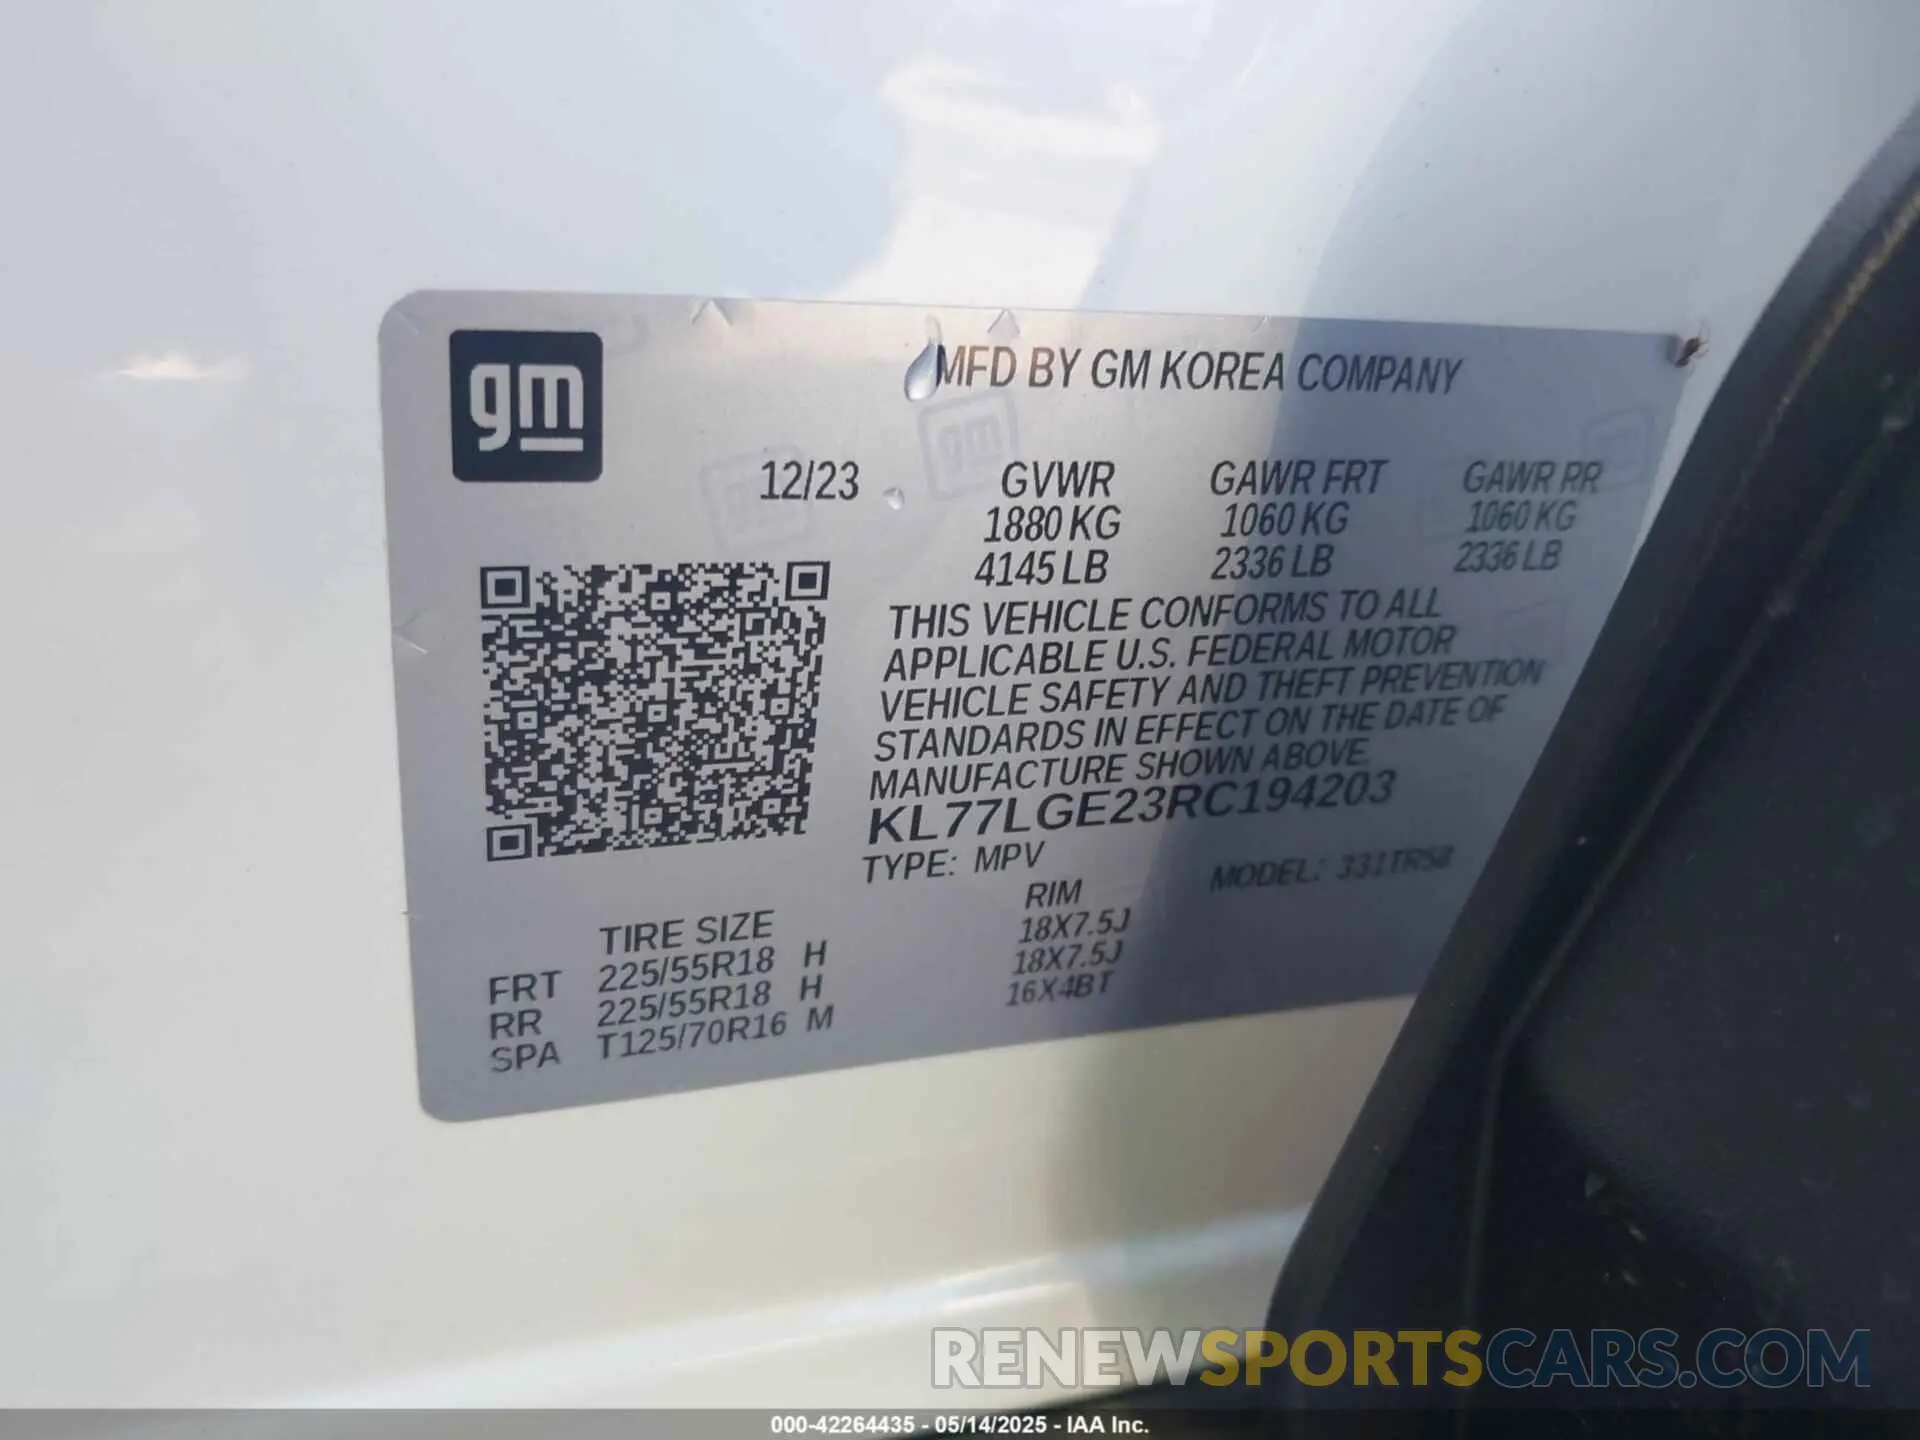 gm
MFD BY GM KOREA COMPANY
12/23 GVWR GAWR FRT GAWR RR
1880 KG 1060 KG 1060 KG
4145 LB 2336 LB 2336 LB
THIS VEHICLE CONFORMS TO ALL
APPLICABLE U.S. FEDERAL MOTOR
VEHICLE SAFETY AND THEFT PREVENTION
STANDARDS IN EFFECT ON THE DATE OF
MANUFACTURE SHOWN ABOVE.
KL77LGE23RC194203
TYPE: MPV MODEL: 331TR58
TIRE SIZE RIM
FRT 225/55R18 H 18X7.5J
RR 225/55R18 H 18X7.5J
SPA T125/70R16 M 16X4BT
RENEWSPORTSCARS.COM
000-42264435 - 05/14/2025 - IAA Inc.